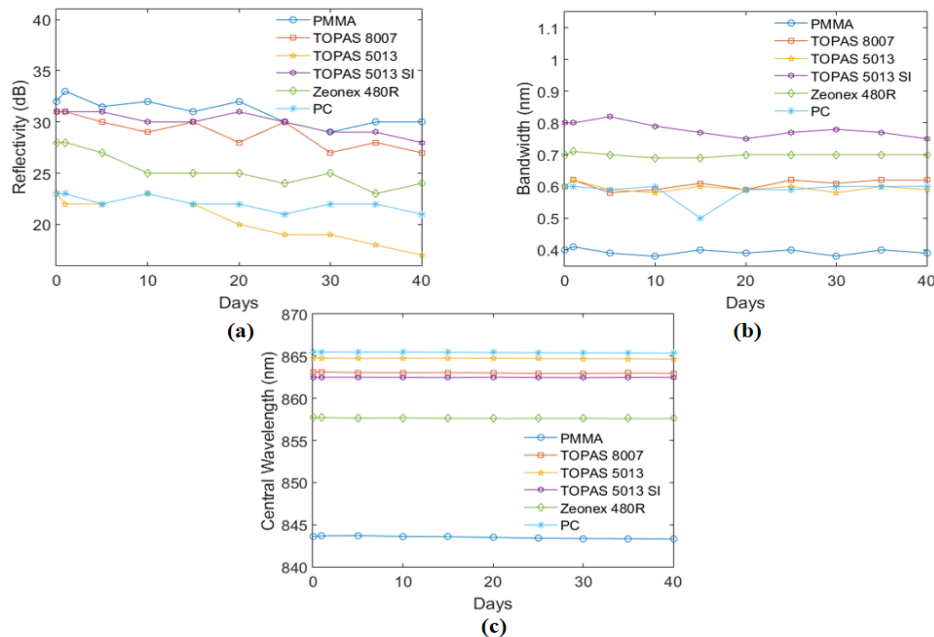 40
35
30
25
20
Reflectivity (dB)
0 10 20 30 40
Days
PMMA
TOPAS 8007
TOPAS 5013
TOPAS 5013 SI
Zeonex 480R
PC
(a)
1
0.9
0.8
0.7
0.6
0.5
0.4
Bandwidth (nm)
0 10 20 30 40
Days
PMMA
TOPAS 8007
TOPAS 5013
TOPAS 5013 SI
Zeonex 480R
PC
(b)
870
865
860
855
850
845
840
Central Wavelength (nm)
0 10 20 30 40
Days
PMMA
TOPAS 8007
TOPAS 5013
TOPAS 5013 SI
Zeonex 480R
PC
(c)